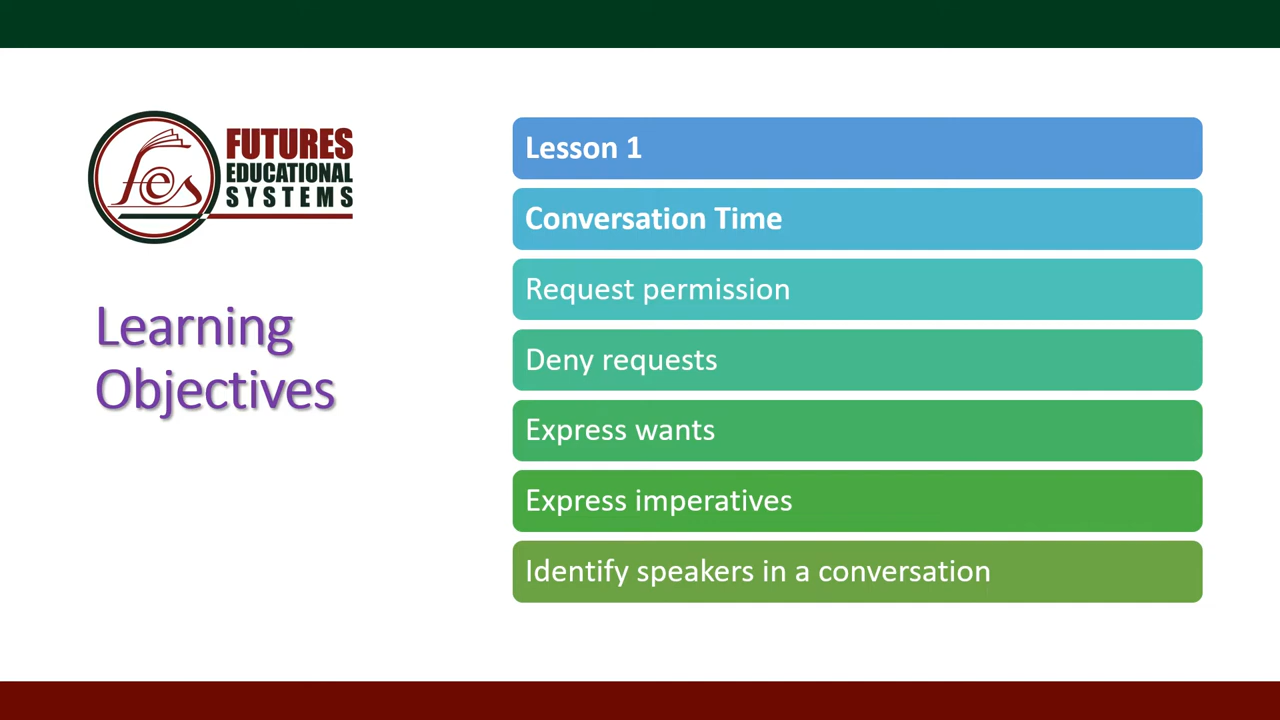 fes
FUTURES
EDUCATIONAL
SYSTEMS
Learning
Objectives
Lesson 1
Conversation Time
Request permission
Deny requests
Express wants
Express imperatives
Identify speakers in a conversation